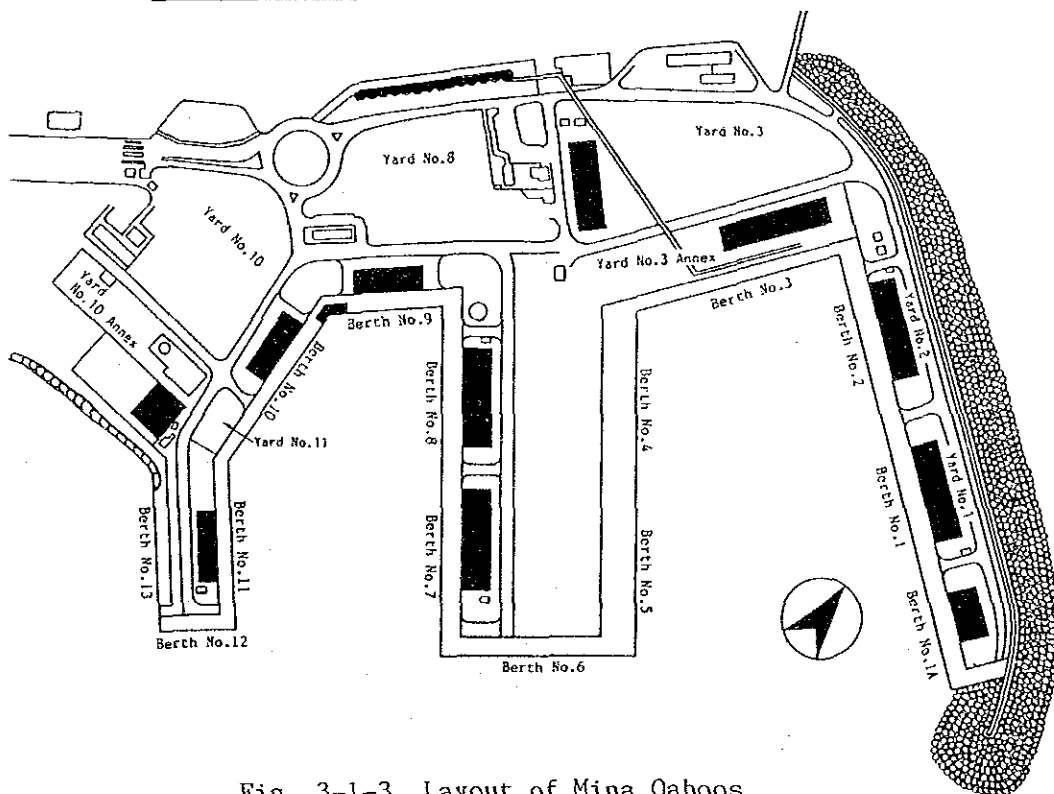 Yard No.3
Yard No.8
Yard No.10
Yard No.3 Annex
Yard
No.10 Annex
Berth No.3
Berth No.9
Yard No.2
Berth No.2
Berth No.10
Berth No.8
Berth No.4
Yard No.11
Yard No.1
Berth No.1
Berth No.13
Berth No.11
Berth No.7
Berth No.5
Berth No.12
Berth No.6
Berth No.1A
Fig. 3-1-3 Layout of Mina Qaboos